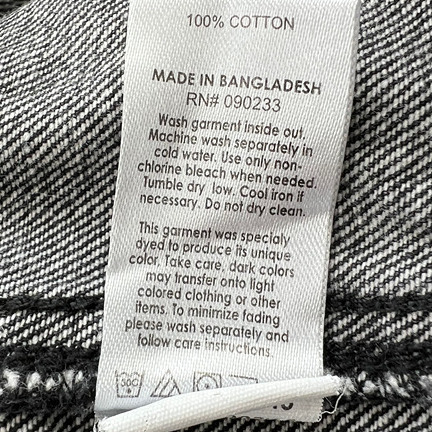 100% COTTON
MADE IN BANGLADESH
RN# 090233
Wash garment inside out.
Machine wash separately in
cold water. Use only non-
chlorine bleach when needed.
Tumble dry low. Cool iron if
necessary. Do not dry clean.
This garment was specialy
dyed to produce its unique
color. Take care, dark colors
may transfer onto light
colored clothing or other
items. To minimize fading
please wash separately and
follow care instructions.
30C